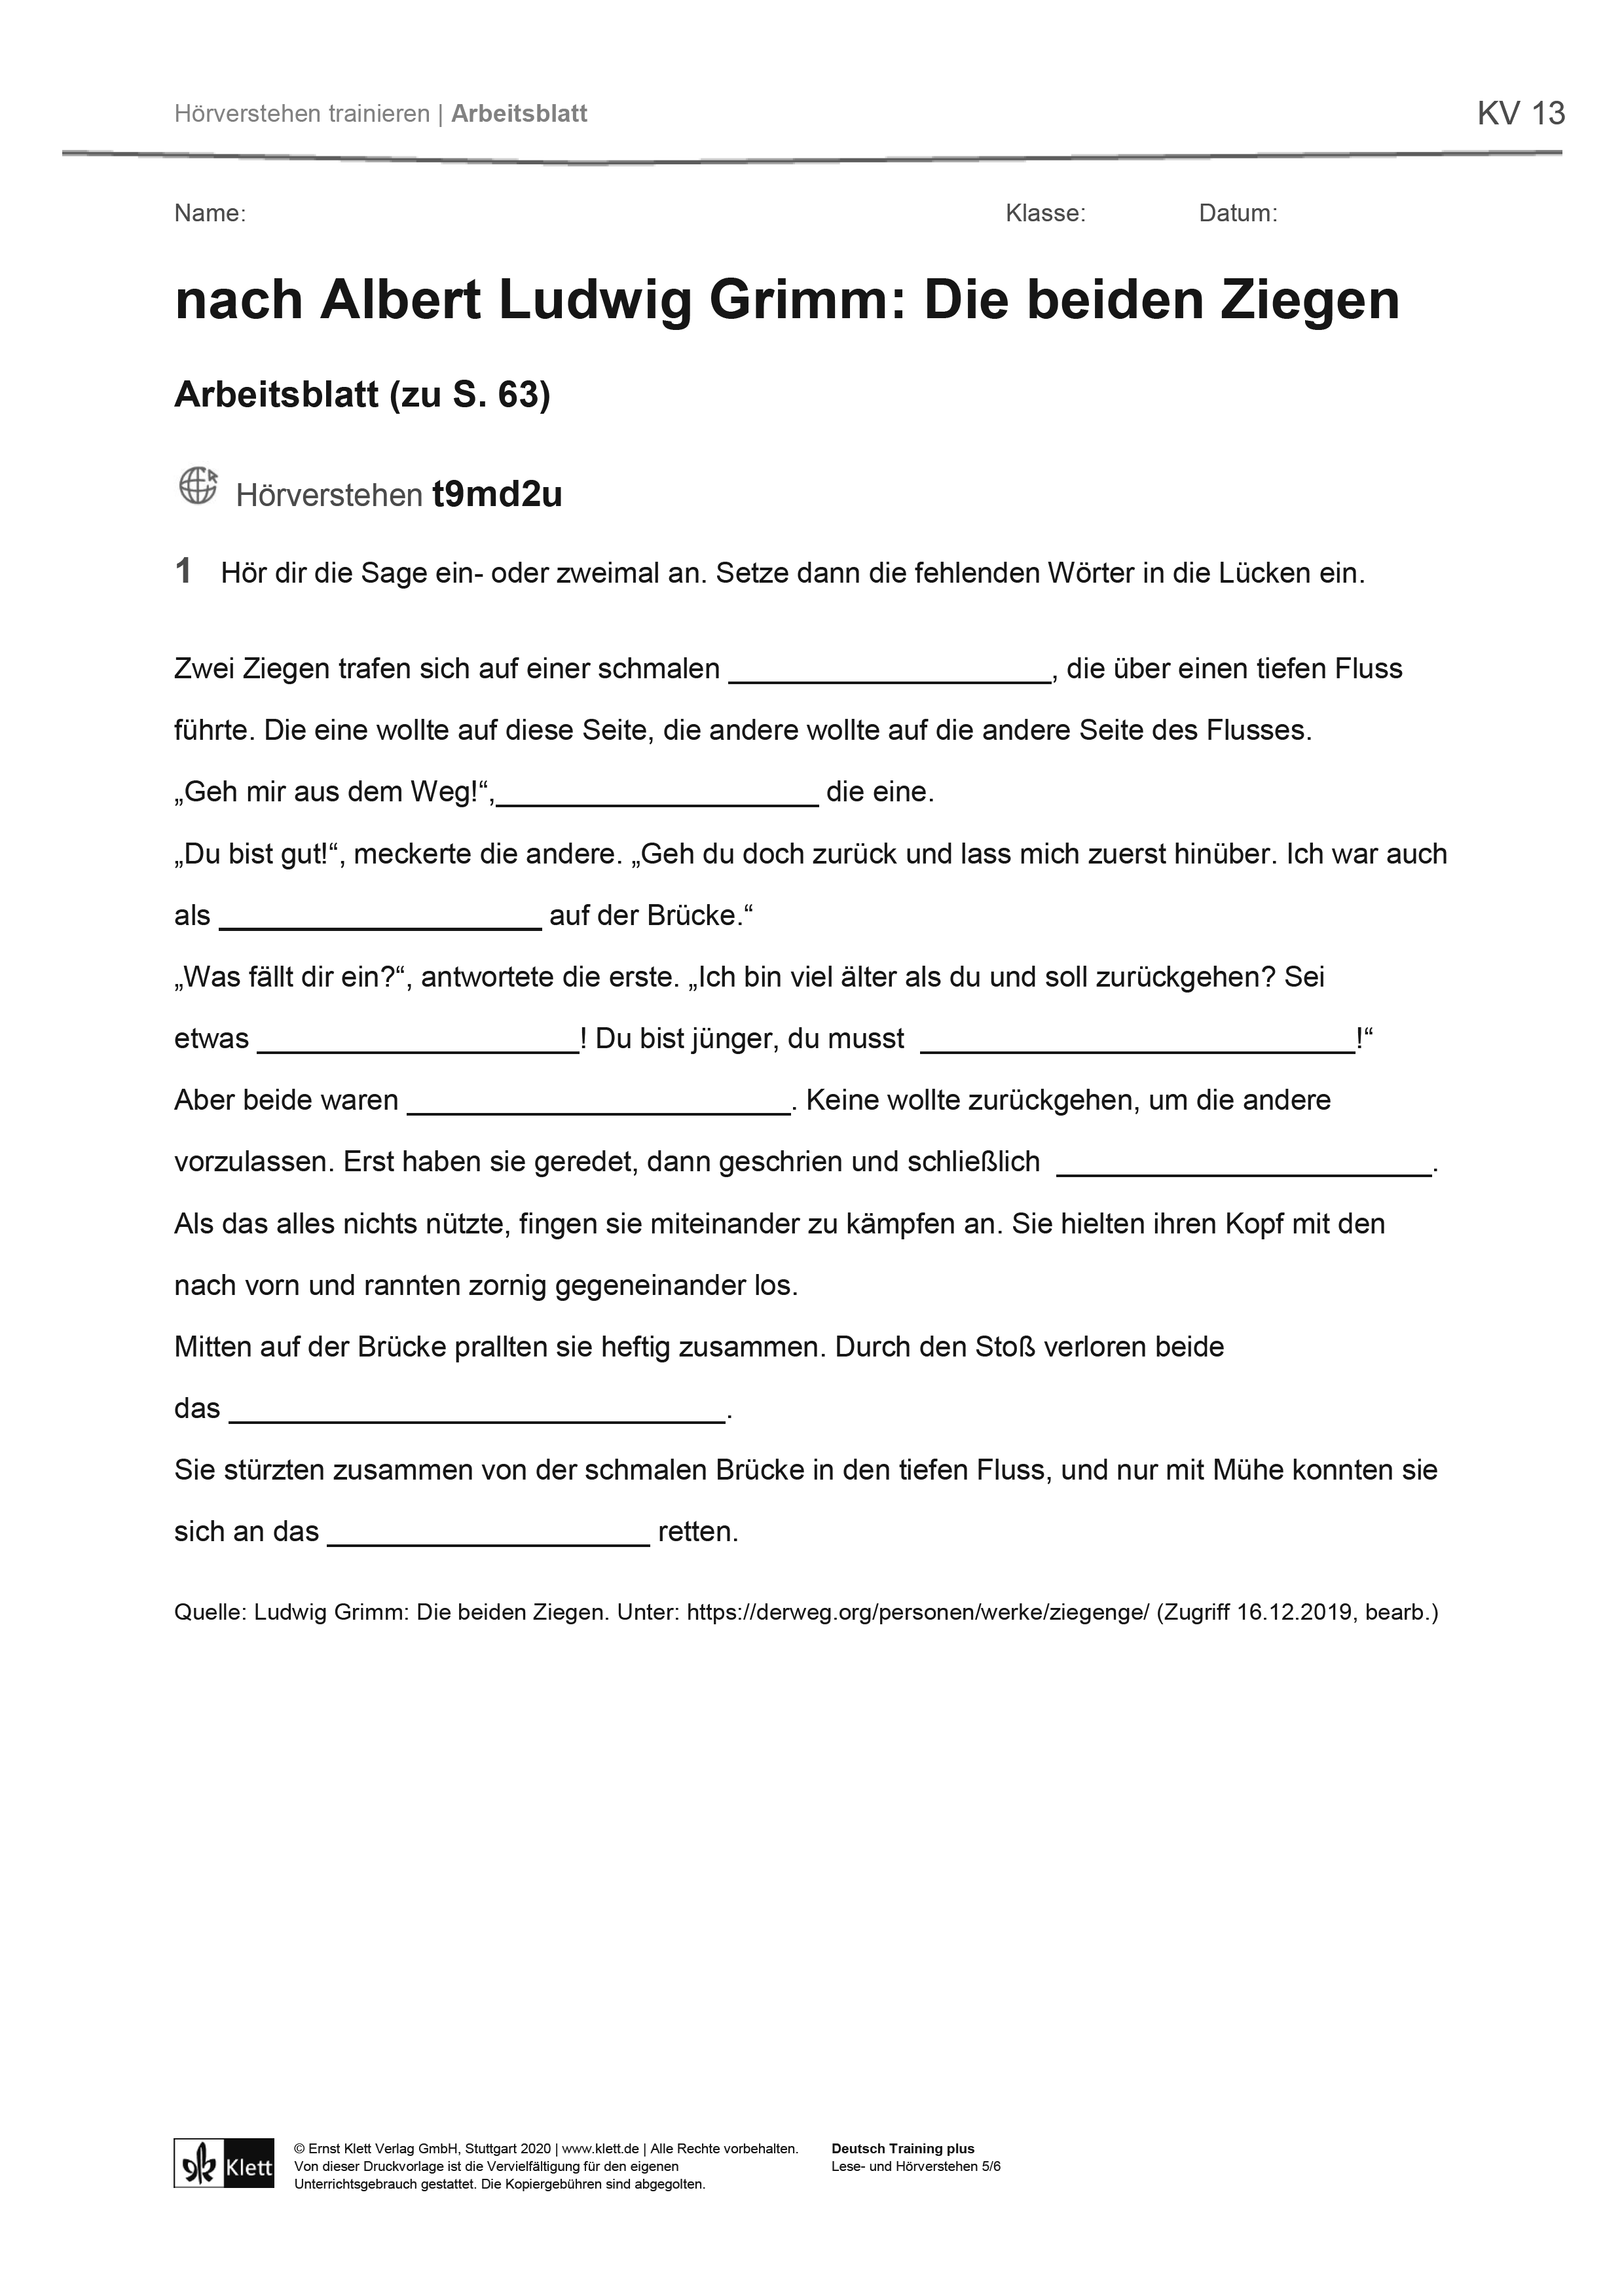 Hörverstehen trainieren | Arbeitsblatt
KV 13
Name:
Klasse:
Datum:
nach Albert Ludwig Grimm: Die beiden Ziegen
Arbeitsblatt (zu S. 63)
Hörverstehen t9md2u
1 Hör dir die Sage ein- oder zweimal an. Setze dann die fehlenden Wörter in die Lücken ein.
Zwei Ziegen trafen sich auf einer schmalen ____________________, die über einen tiefen Fluss
führte. Die eine wollte auf diese Seite, die andere wollte auf die andere Seite des Flusses.
„Geh mir aus dem Weg!“,____________________ die eine.
„Du bist gut!“, meckerte die andere. „Geh du doch zurück und lass mich zuerst hinüber. Ich war auch
als ____________________ auf der Brücke.“
„Was fällt dir ein?“, antwortete die erste. „Ich bin viel älter als du und soll zurückgehen? Sei
etwas ____________________! Du bist jünger, du musst ___________________________!“
Aber beide waren ________________________. Keine wollte zurückgehen, um die andere
vorzulassen. Erst haben sie geredet, dann geschrien und schließlich _______________________.
Als das alles nichts nützte, fingen sie miteinander zu kämpfen an. Sie hielten ihren Kopf mit den
nach vorn und rannten zornig gegeneinander los.
Mitten auf der Brücke prallten sie heftig zusammen. Durch den Stoß verloren beide
das _______________________________.
Sie stürzten zusammen von der schmalen Brücke in den tiefen Fluss, und nur mit Mühe konnten sie
sich an das ____________________ retten.
Quelle: Ludwig Grimm: Die beiden Ziegen. Unter: https://derweg.org/personen/werke/ziegenge/ (Zugriff 16.12.2019, bearb.)
Klett
© Ernst Klett Verlag GmbH, Stuttgart 2020 | www.klett.de | Alle Rechte vorbehalten.
Von dieser Druckvorlage ist die Vervielfältigung für den eigenen
Unterrichtsgebrauch gestattet. Die Kopiergebühren sind abgegolten.
Deutsch Training plus
Lese- und Hörverstehen 5/6